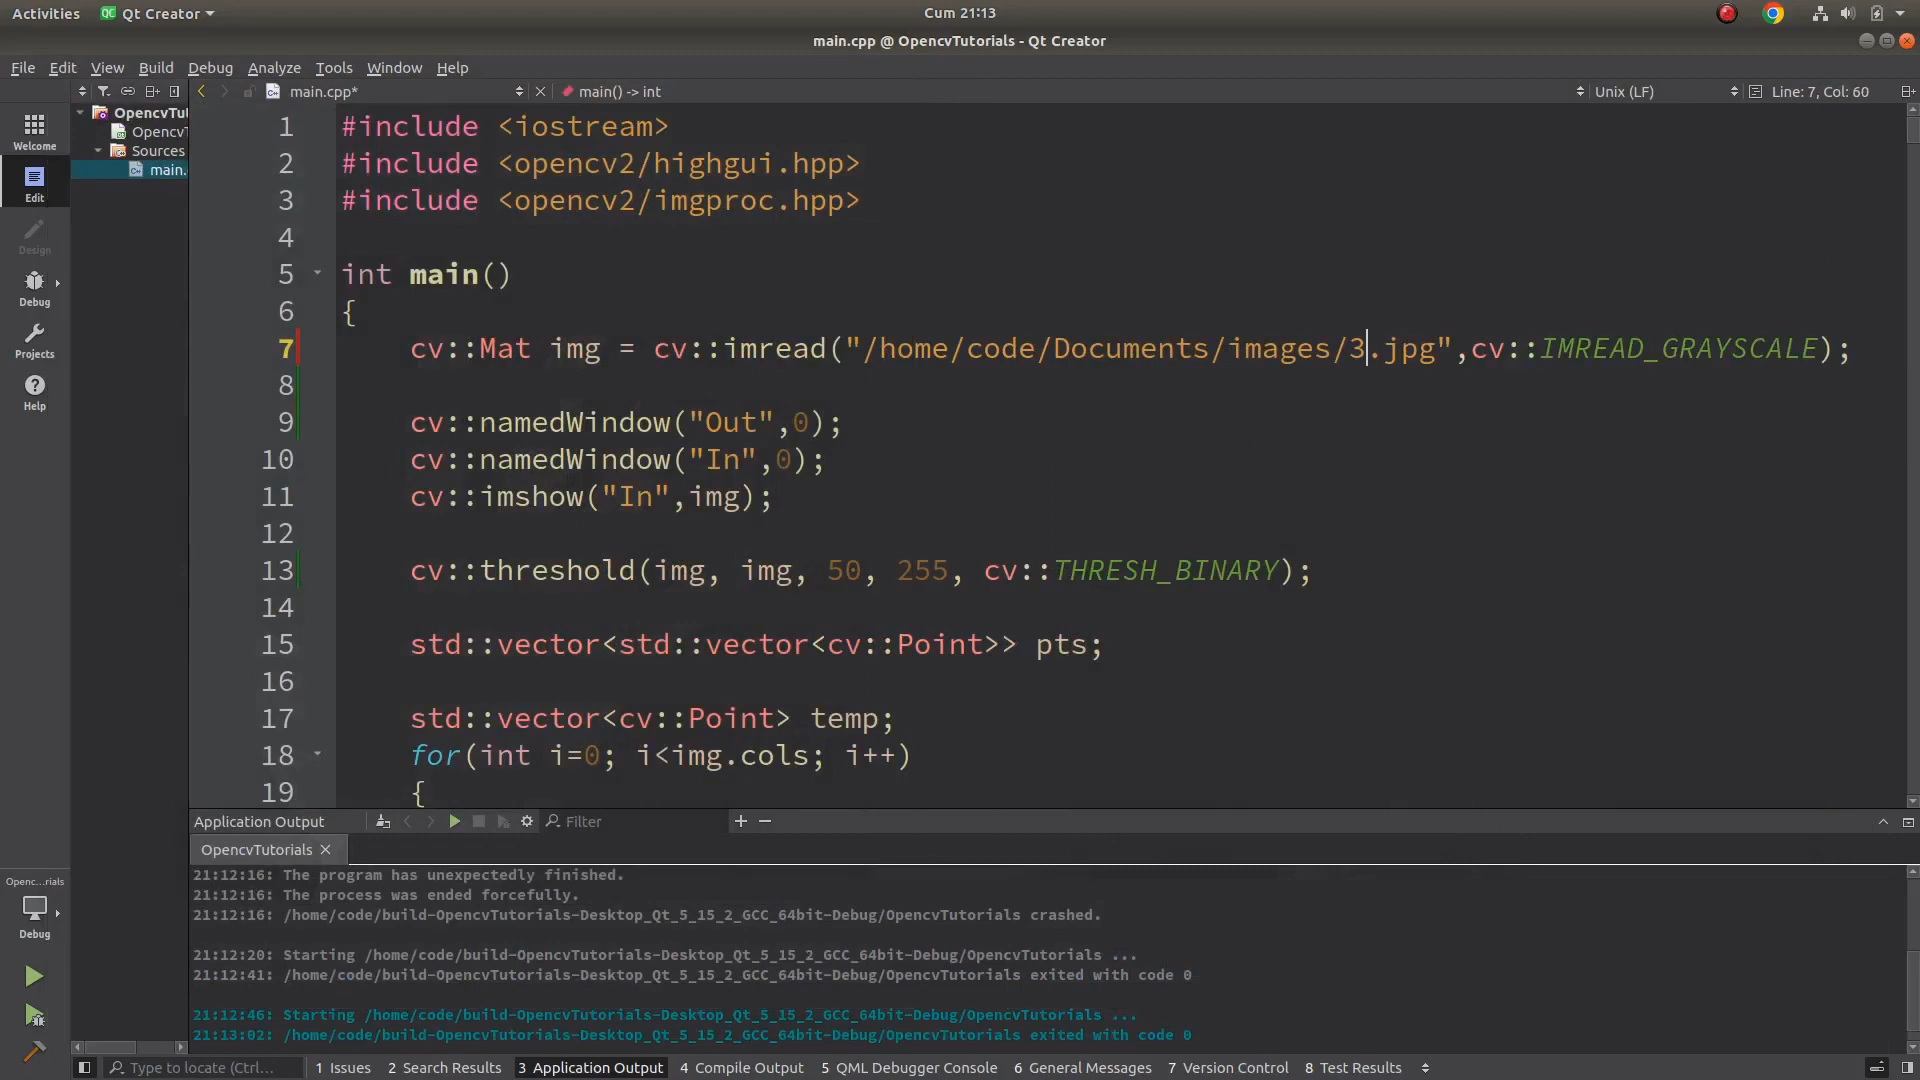 Activities
Qt Creator
Cum 21:13
main.cpp @ OpencvTutorials - Qt Creator
File Edit View Build Debug Analyze Tools Window Help
main.cpp*
main() -> int
Unix (LF)
Line: 7, Col: 60
Welcome
Edit
Design
Debug
Projects
Help
OpencvTu
OpencvT
Sources
main.
1 #include <iostream>
2 #include <opencv2/highgui.hpp>
3 #include <opencv2/imgproc.hpp>
4
5 int main()
6 {
7 cv::Mat img = cv::imread("/home/code/Documents/images/3.jpg",cv::IMREAD_GRAYSCALE);
8
9 cv::namedWindow("Out",0);
10 cv::namedWindow("In",0);
11 cv::imshow("In",img);
12
13 cv::threshold(img, img, 50, 255, cv::THRESH_BINARY);
14
15 std::vector<std::vector<cv::Point>> pts;
16
17 std::vector<cv::Point> temp;
18 for(int i=0; i<img.cols; i++)
19 {
Application Output
Filter
OpencvTutorials
21:12:16: The program has unexpectedly finished.
21:12:16: The process was ended forcefully.
21:12:16: /home/code/build-OpencvTutorials-Desktop_Qt_5_15_2_GCC_64bit-Debug/OpencvTutorials crashed.
21:12:20: Starting /home/code/build-OpencvTutorials-Desktop_Qt_5_15_2_GCC_64bit-Debug/OpencvTutorials ...
21:12:41: /home/code/build-OpencvTutorials-Desktop_Qt_5_15_2_GCC_64bit-Debug/OpencvTutorials exited with code 0
21:12:46: Starting /home/code/build-OpencvTutorials-Desktop_Qt_5_15_2_GCC_64bit-Debug/OpencvTutorials ...
21:13:02: /home/code/build-OpencvTutorials-Desktop_Qt_5_15_2_GCC_64bit-Debug/OpencvTutorials exited with code 0
Openc...rials
Debug
Type to locate (Ctrl...
1 Issues 2 Search Results 3 Application Output 4 Compile Output 5 QML Debugger Console 6 General Messages 7 Version Control 8 Test Results